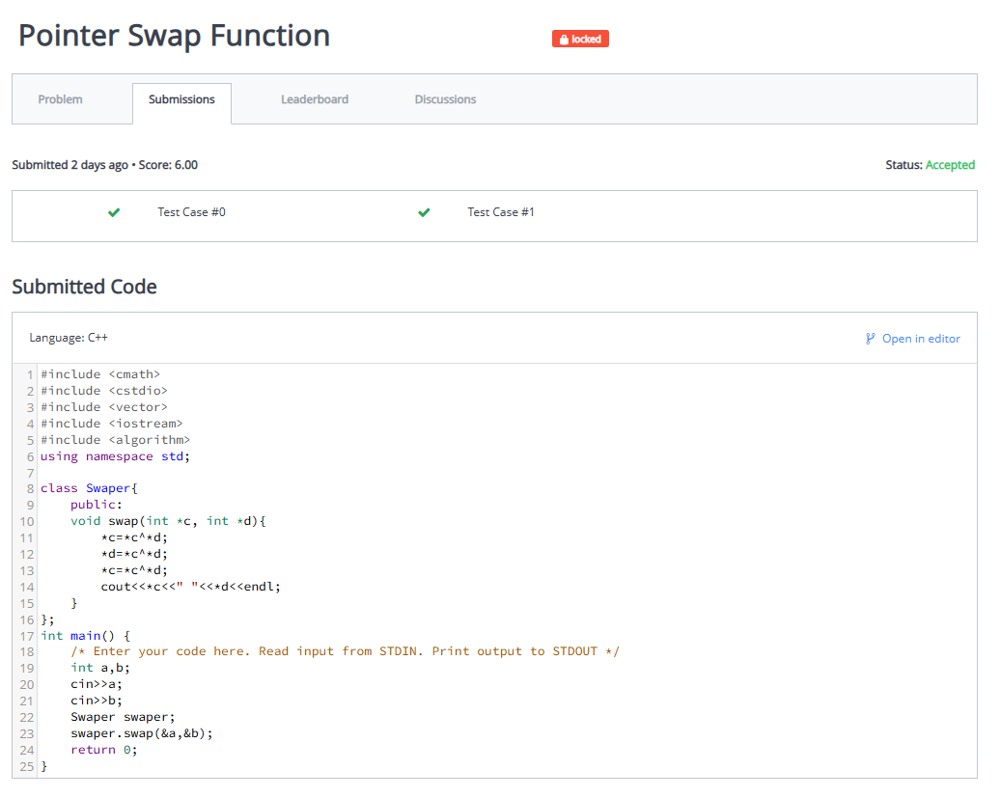 Pointer Swap Function
locked
Problem
Submissions
Leaderboard
Discussions
Submitted 2 days ago • Score: 6.00
Status: Accepted
Test Case #0
Test Case #1
Submitted Code
Language: C++
Open in editor
1 #include <cmath>
2 #include <cstdio>
3 #include <vector>
4 #include <iostream>
5 #include <algorithm>
6 using namespace std;
7
8 class Swaper{
9     public:
10     void swap(int *c, int *d){
11         *c=*c^*d;
12         *d=*c^*d;
13         *c=*c^*d;
14         cout<<*c<<" "<<*d<<endl;
15     }
16 };
17 int main() {
18     /* Enter your code here. Read input from STDIN. Print output to STDOUT */
19     int a,b;
20     cin>>a;
21     cin>>b;
22     Swaper swaper;
23     swaper.swap(&a,&b);
24     return 0;
25 }